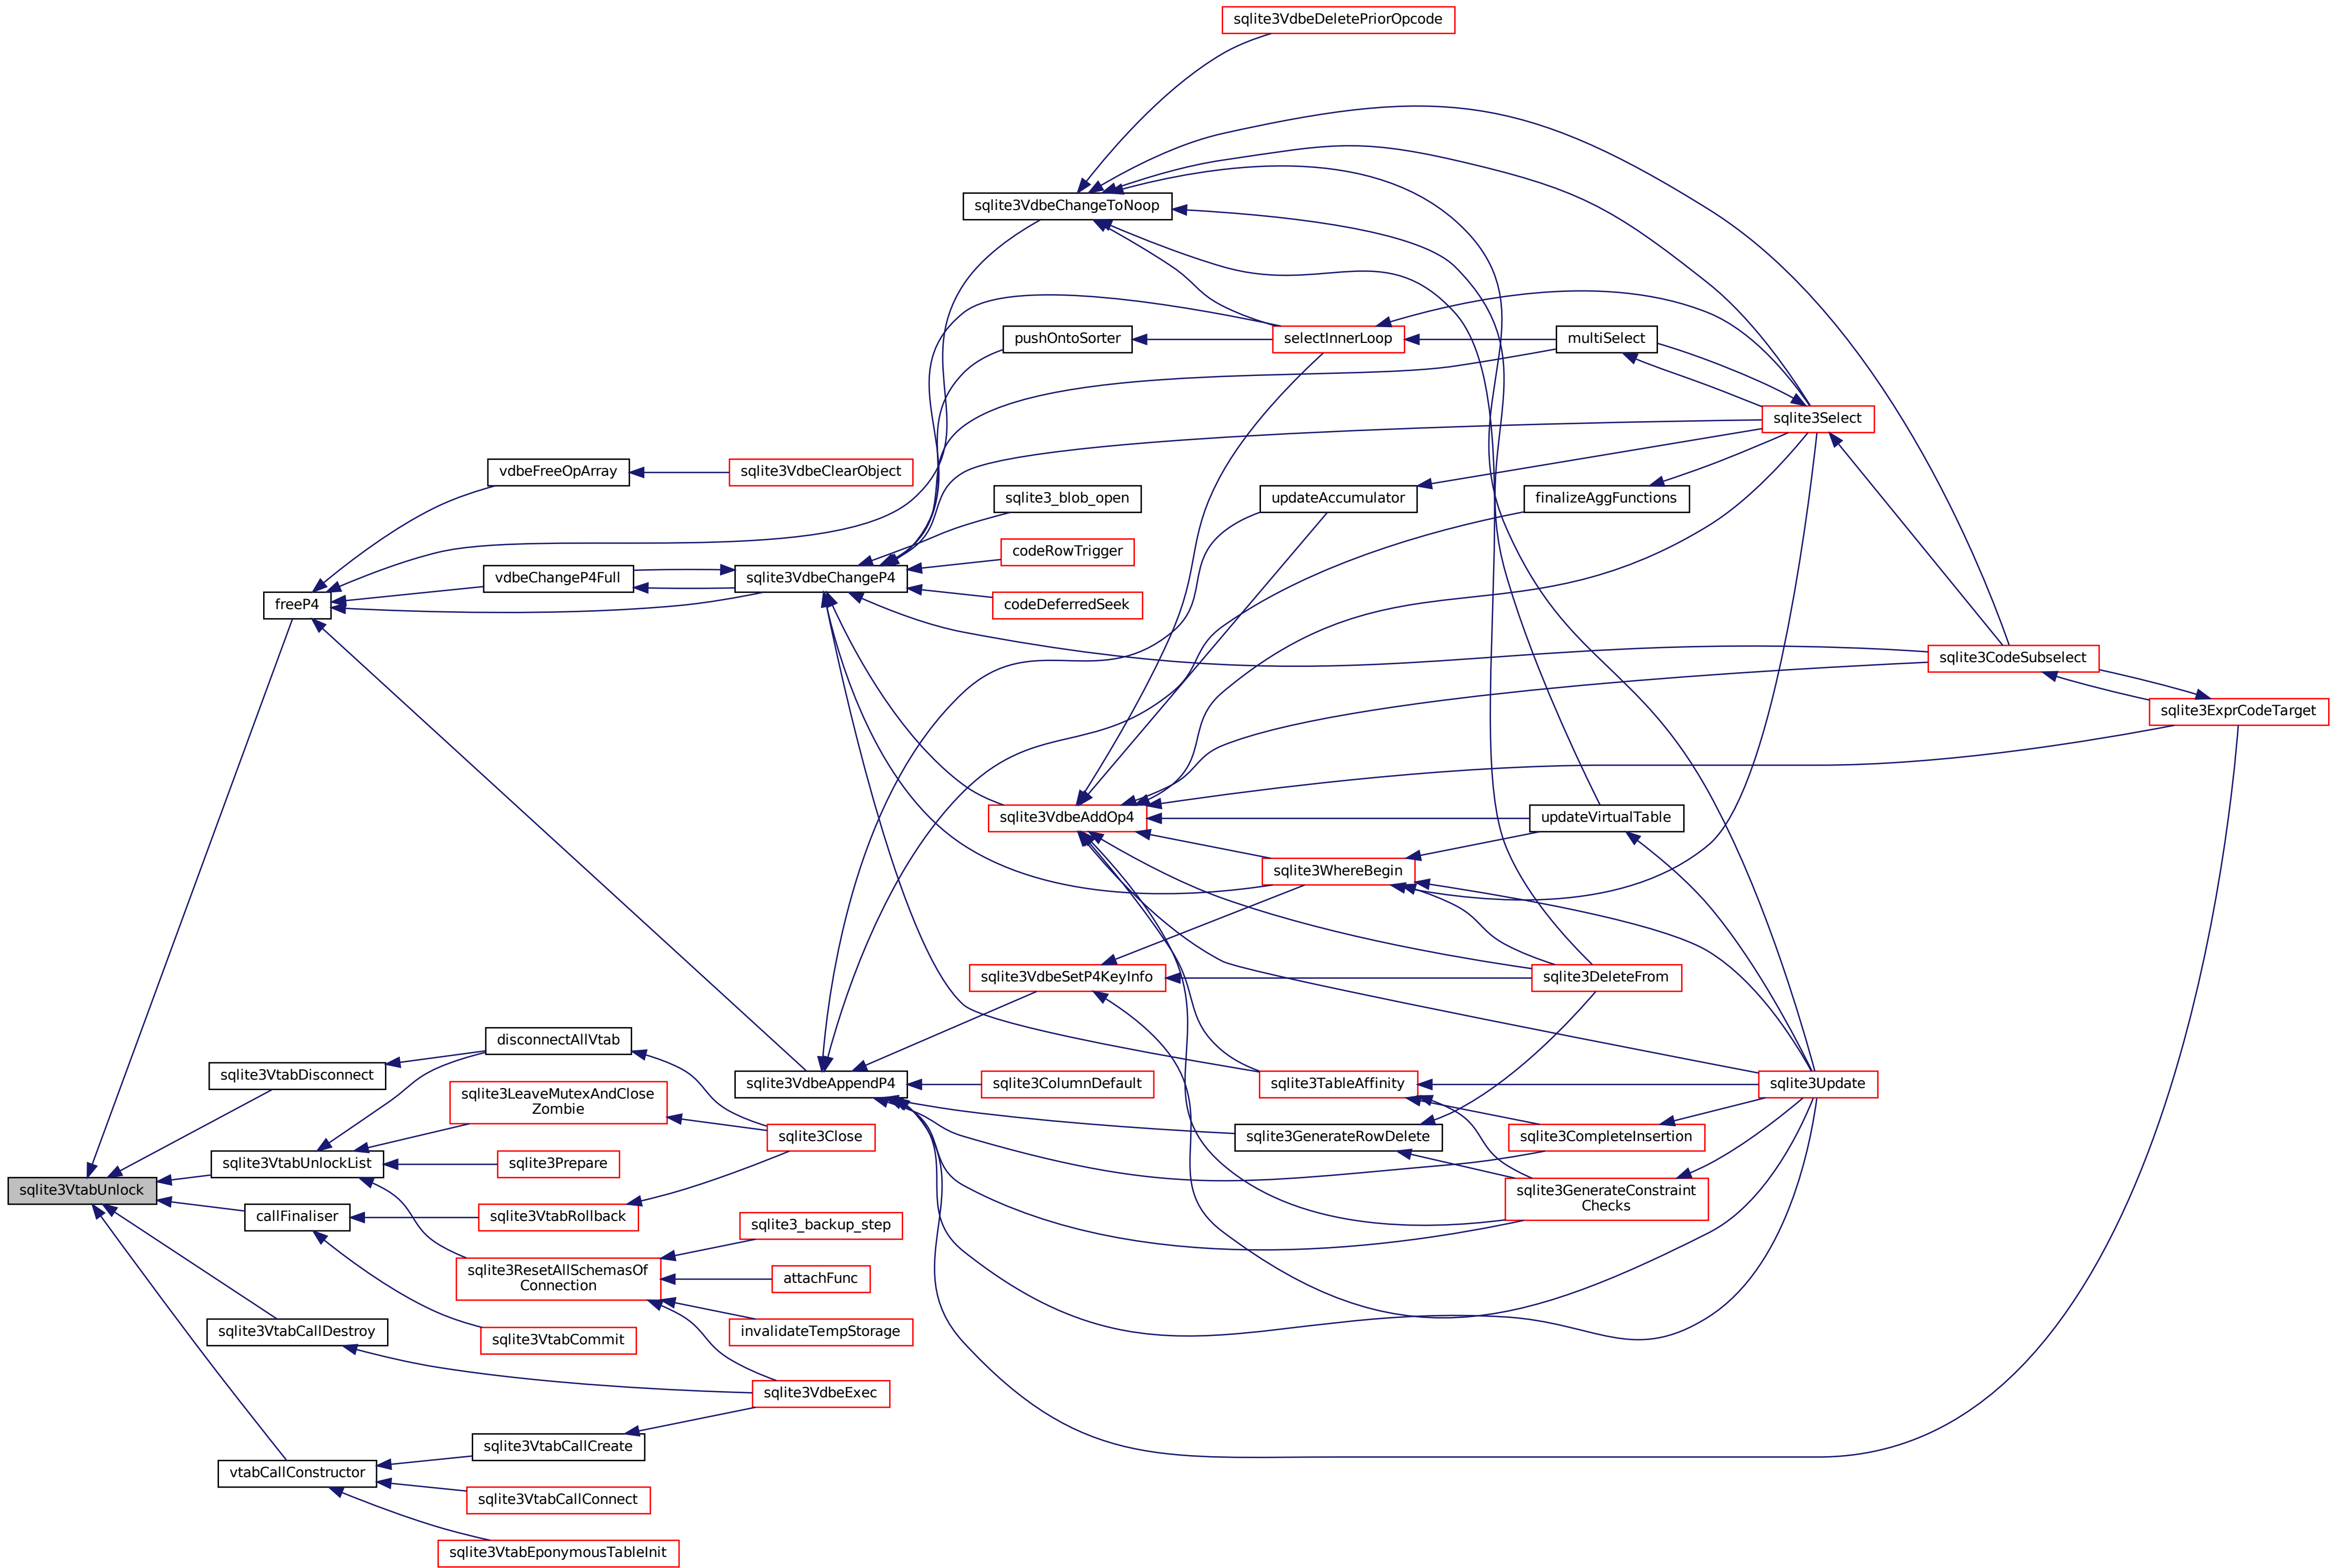 sqlite3VdbeDeletePriorOpcode
sqlite3VdbeChangeToNoop
pushOntoSorter
selectInnerLoop
multiSelect
sqlite3Select
vdbeFreeOpArray
sqlite3VdbeClearObject
sqlite3_blob_open
updateAccumulator
finalizeAggFunctions
codeRowTrigger
vdbeChangeP4Full
sqlite3VdbeChangeP4
freeP4
codeDeferredSeek
sqlite3CodeSubselect
sqlite3ExprCodeTarget
sqlite3VdbeAddOp4
updateVirtualTable
sqlite3WhereBegin
sqlite3VdbeSetP4KeyInfo
sqlite3DeleteFrom
disconnectAllVtab
sqlite3VtabDisconnect
sqlite3VdbeAppendP4
sqlite3ColumnDefault
sqlite3TableAffinity
sqlite3Update
sqlite3LeaveMutexAndClose
Zombie
sqlite3Close
sqlite3GenerateRowDelete
sqlite3CompleteInsertion
sqlite3VtabUnlockList
sqlite3Prepare
sqlite3VtabUnlock
sqlite3GenerateConstraint
Checks
callFinaliser
sqlite3VtabRollback
sqlite3_backup_step
sqlite3ResetAllSchemasOf
Connection
attachFunc
sqlite3VtabCallDestroy
sqlite3VtabCommit
invalidateTempStorage
sqlite3VdbeExec
sqlite3VtabCallCreate
vtabCallConstructor
sqlite3VtabCallConnect
sqlite3VtabEponymousTableInit